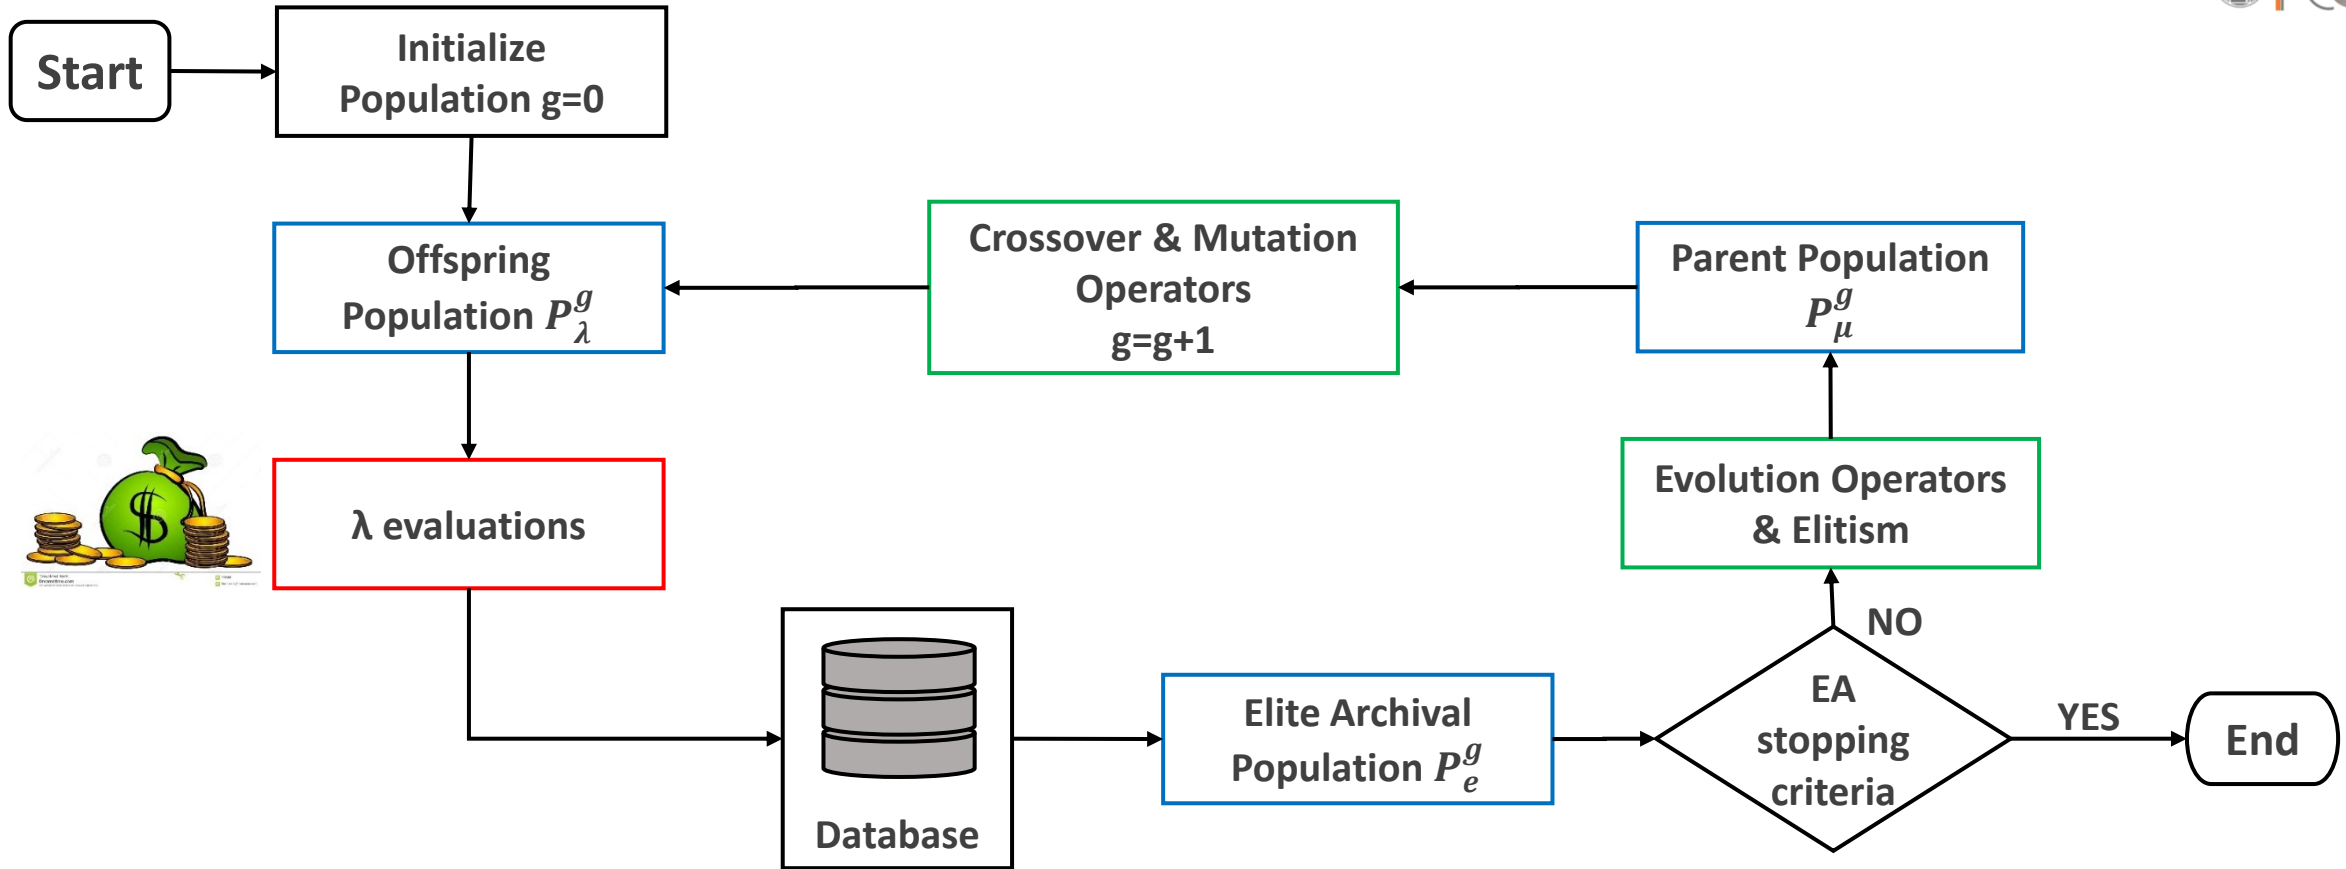 Start
Initialize
Population g=0
Offspring
Population P^g_λ
Crossover & Mutation
Operators
g=g+1
Parent Population
P^g_μ
Evolution Operators
& Elitism
λ evaluations
$
Database
Elite Archival
Population P^g_e
EA
stopping
criteria
NO
YES
End